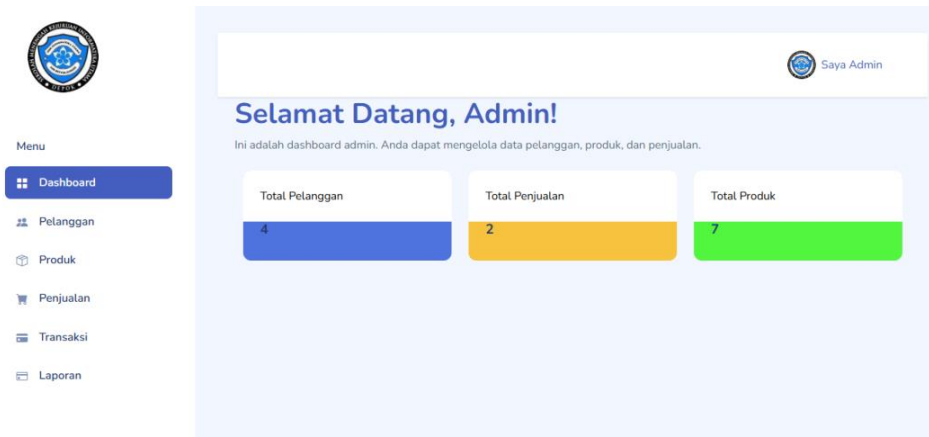 DEPOK
Saya Admin
Selamat Datang, Admin!
Ini adalah dashboard admin. Anda dapat mengelola data pelanggan, produk, dan penjualan.
Menu
Dashboard
Pelanggan
Produk
Penjualan
Transaksi
Laporan
Total Pelanggan
4
Total Penjualan
2
Total Produk
7